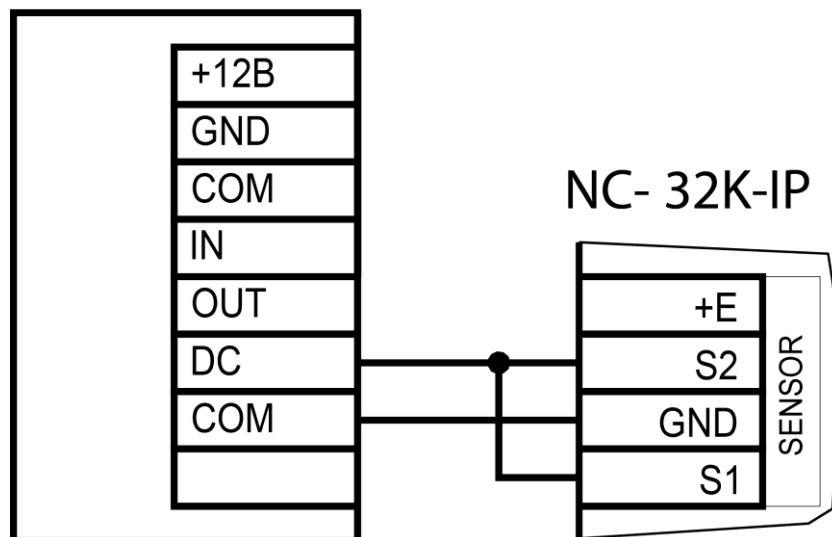 +12В
GND
COM
IN
OUT
DC
COM
NC- 32K-IP
+E
S2
GND
S1
SENSOR